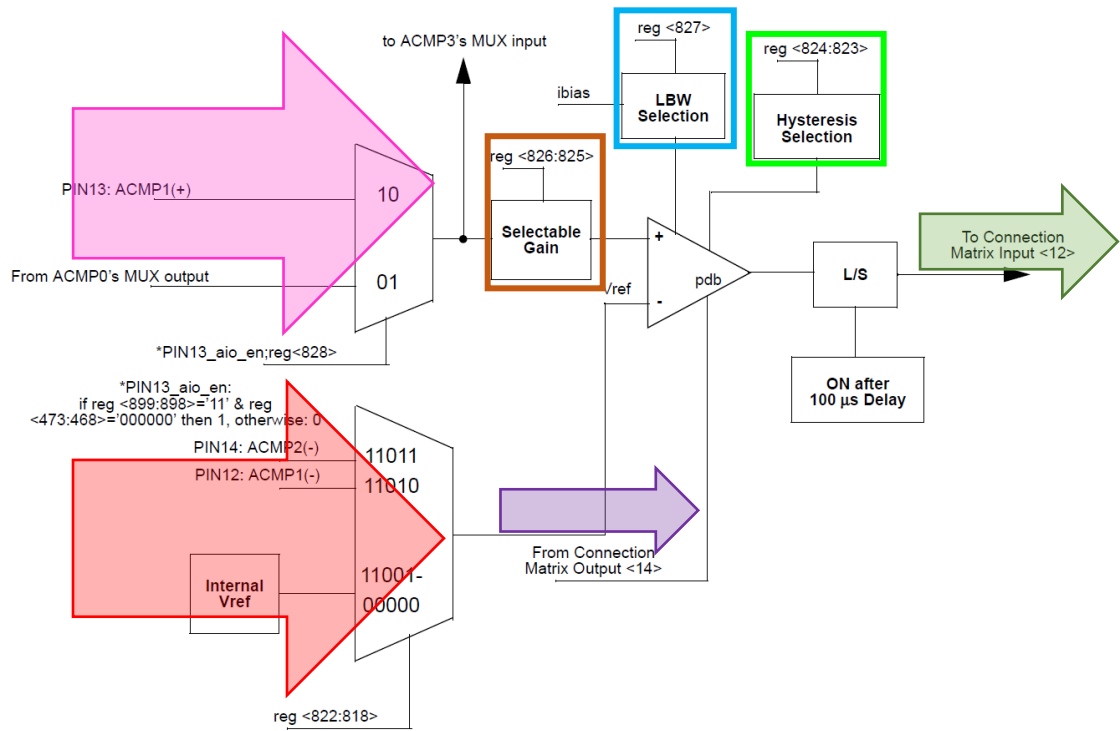 to ACMP3's MUX input
reg <827>
reg <824:823>
ibias
LBW
Selection
Hysteresis
Selection
reg <826:825>
PIN13: ACMP1(+)
10
Selectable
Gain
+
To Connection
Matrix Input <12>
From ACMP0's MUX output
01
Vref
-
pdb
L/S
*PIN13_aio_en;reg<828>
ON after
100 µs Delay
*PIN13_aio_en:
if reg <899:898>='11' & reg
<473:468>='000000' then 1, otherwise: 0
PIN14: ACMP2(-)
11011
PIN12: ACMP1(-)
11010
From Connection
Matrix Output <14>
Internal
Vref
11001-
00000
reg <822:818>